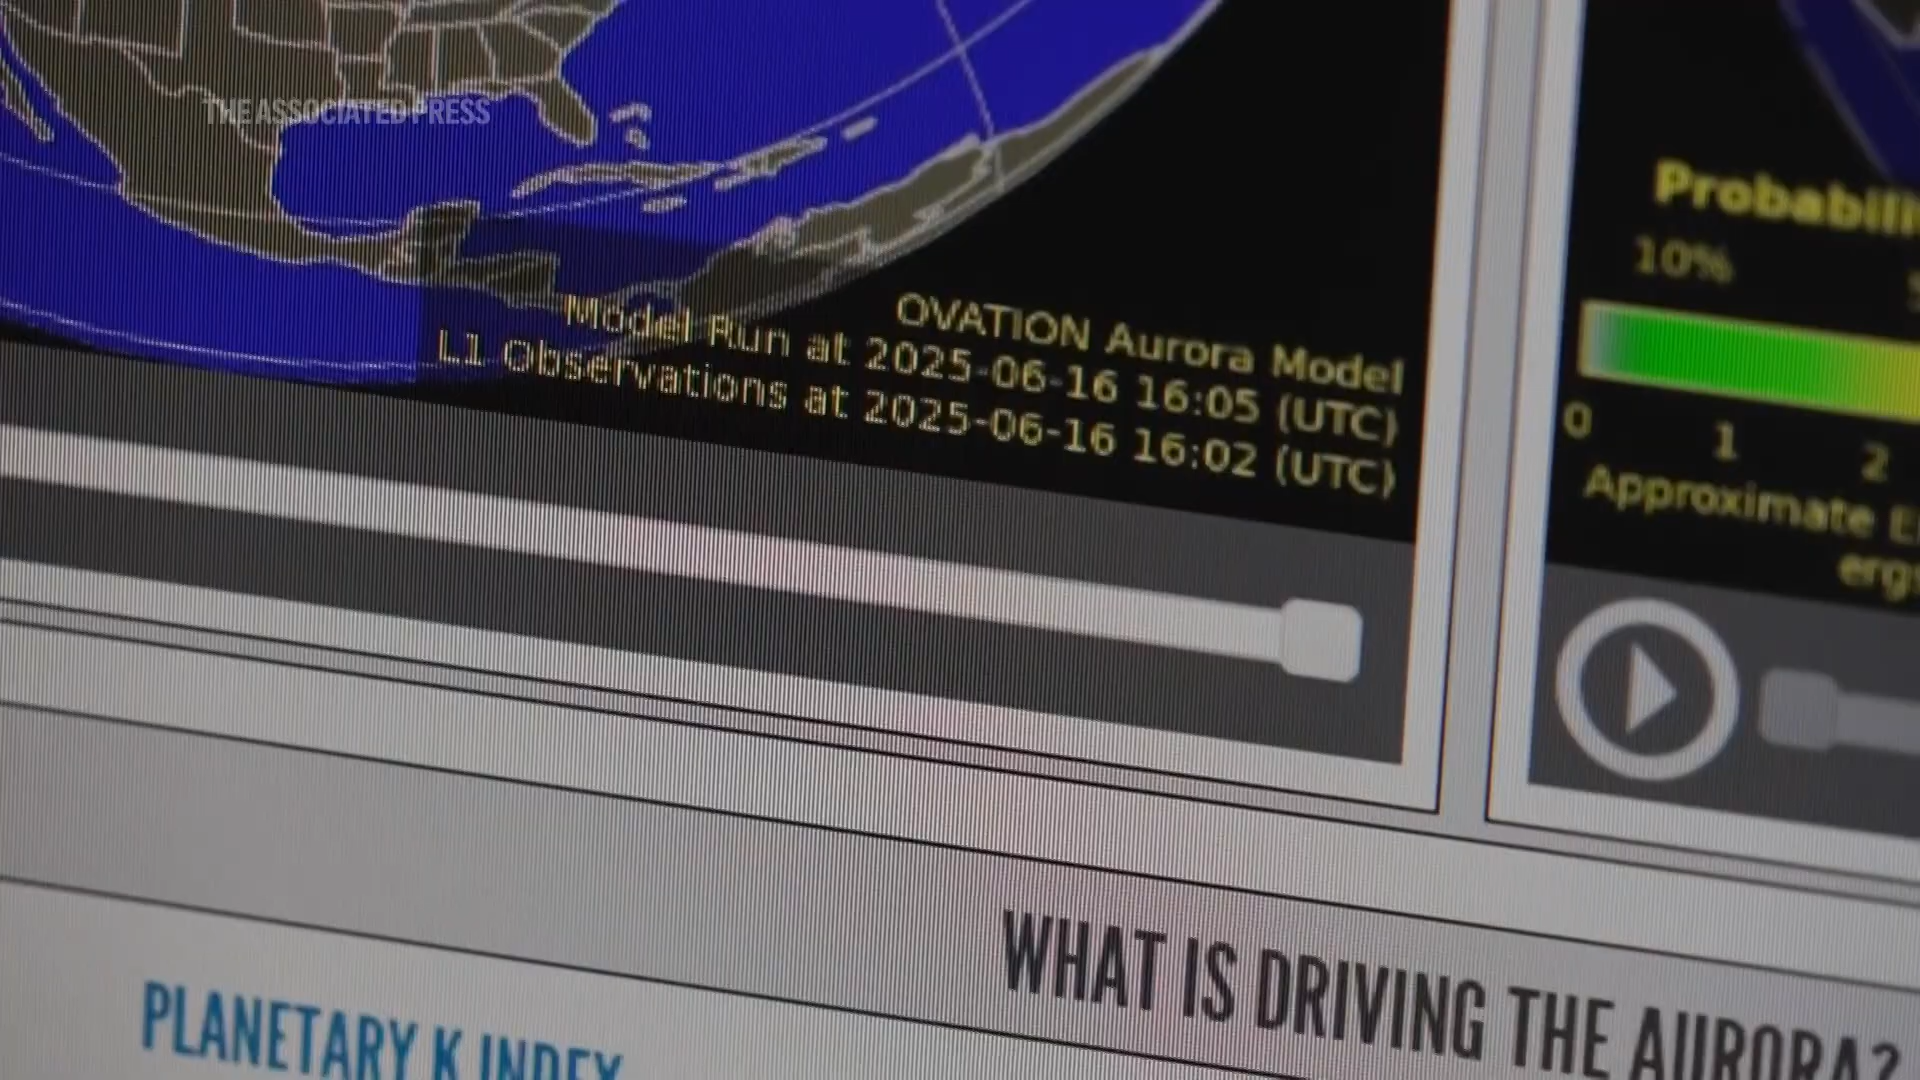 THE ASSOCIATED PRESS
OVATION Aurora Model
Model Run at 2025-06-16 16:05 (UTC)
L1 Observations at 2025-06-16 16:02 (UTC)
10%
0 1 2
Approximate
WHAT IS DRIVING THE AURORA?
PLANETARY K INDEX